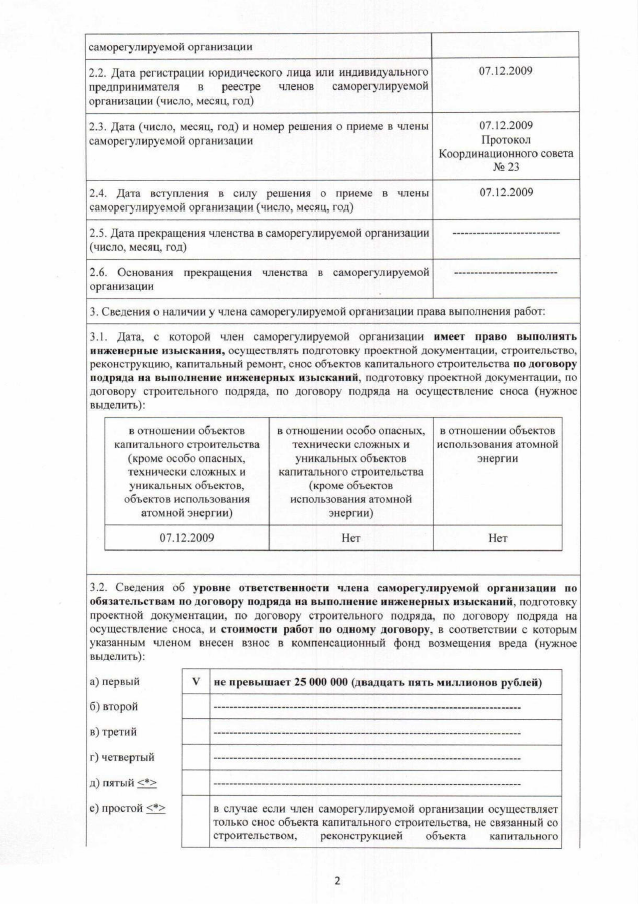 саморегулируемой организации
2.2. Дата регистрации юридического лица или индивидуального
предпринимателя в реестре членов саморегулируемой
организации (число, месяц, год)
07.12.2009
2.3. Дата (число, месяц, год) и номер решения о приеме в члены
саморегулируемой организации
07.12.2009
Протокол
Координационного совета
№ 23
2.4. Дата вступления в силу решения о приеме в члены
саморегулируемой организации (число, месяц, год)
07.12.2009
2.5. Дата прекращения членства в саморегулируемой организации
(число, месяц, год)
---------------------------
2.6. Основания прекращения членства в саморегулируемой
организации
--------------------------
3. Сведения о наличии у члена саморегулируемой организации права выполнения работ:
3.1. Дата, с которой член саморегулируемой организации имеет право выполнять
инженерные изыскания, осуществлять подготовку проектной документации, строительство,
реконструкцию, капитальный ремонт, снос объектов капитального строительства по договору
подряда на выполнение инженерных изысканий, подготовку проектной документации, по
договору строительного подряда, по договору подряда на осуществление сноса (нужное
выделить):
в отношении объектов
капитального строительства
(кроме особо опасных,
технически сложных и
уникальных объектов,
объектов использования
атомной энергии)
в отношении особо опасных,
технически сложных и
уникальных объектов
капитального строительства
(кроме объектов
использования атомной
энергии)
в отношении объектов
использования атомной
энергии
07.12.2009
Нет
Нет
3.2. Сведения об уровне ответственности члена саморегулируемой организации по
обязательствам по договору подряда на выполнение инженерных изысканий, подготовку
проектной документации, по договору строительного подряда, по договору подряда на
осуществление сноса, и стоимости работ по одному договору, в соответствии с которым
указанным членом внесен взнос в компенсационный фонд возмещения вреда (нужное
выделить):
а) первый
V
не превышает 25 000 000 (двадцать пять миллионов рублей)
б) второй
------------------------------------------------------------------------------
в) третий
------------------------------------------------------------------------------
г) четвертый
------------------------------------------------------------------------------
д) пятый <*>
------------------------------------------------------------------------------
е) простой <*>
в случае если член саморегулируемой организации осуществляет
только снос объекта капитального строительства, не связанный со
строительством, реконструкцией объекта капитального
2